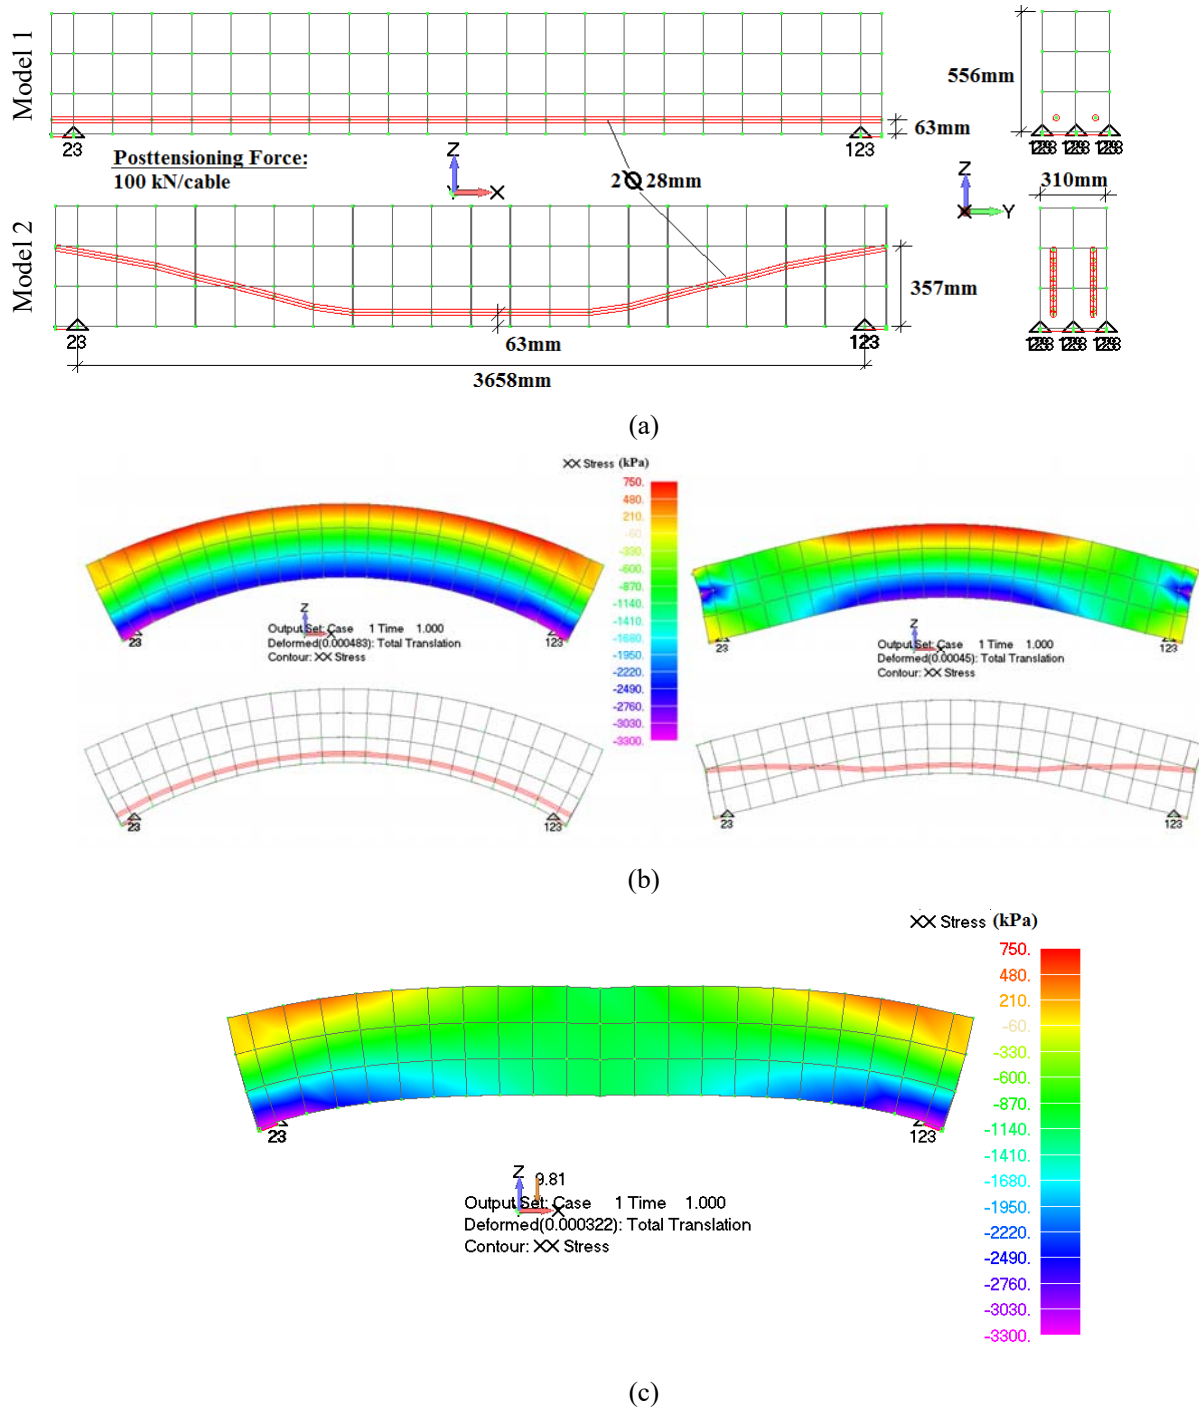 Model 1
556mm
63mm
23
123
Posttensioning Force:
100 kN/cable
Z
X
2Ø28mm
Z
Y
X
310mm
Model 2
357mm
23
63mm
123
3658mm
(a)
XX Stress (kPa)
750.
480.
210.
-60
-330.
-600.
-870.
-1140.
-1410.
-1680.
-1950.
-2220.
-2490.
-2760.
-3030.
-3300.
Z
23
123
Output Set: Case 1 Time 1.000
Deformed(0.000483): Total Translation
Contour: XX Stress
Z
23
123
Output Set: Case 1 Time 1.000
Deformed(0.00045): Total Translation
Contour: XX Stress
23
123
23
123
(b)
XX Stress (kPa)
750.
480.
210.
-60.
-330.
-600.
-870.
-1140.
-1410.
-1680.
-1950.
-2220.
-2490.
-2760.
-3030.
-3300.
23
123
Z
9.81
X
Output Set: Case 1 Time 1.000
Deformed(0.000322): Total Translation
Contour: XX Stress
(c)